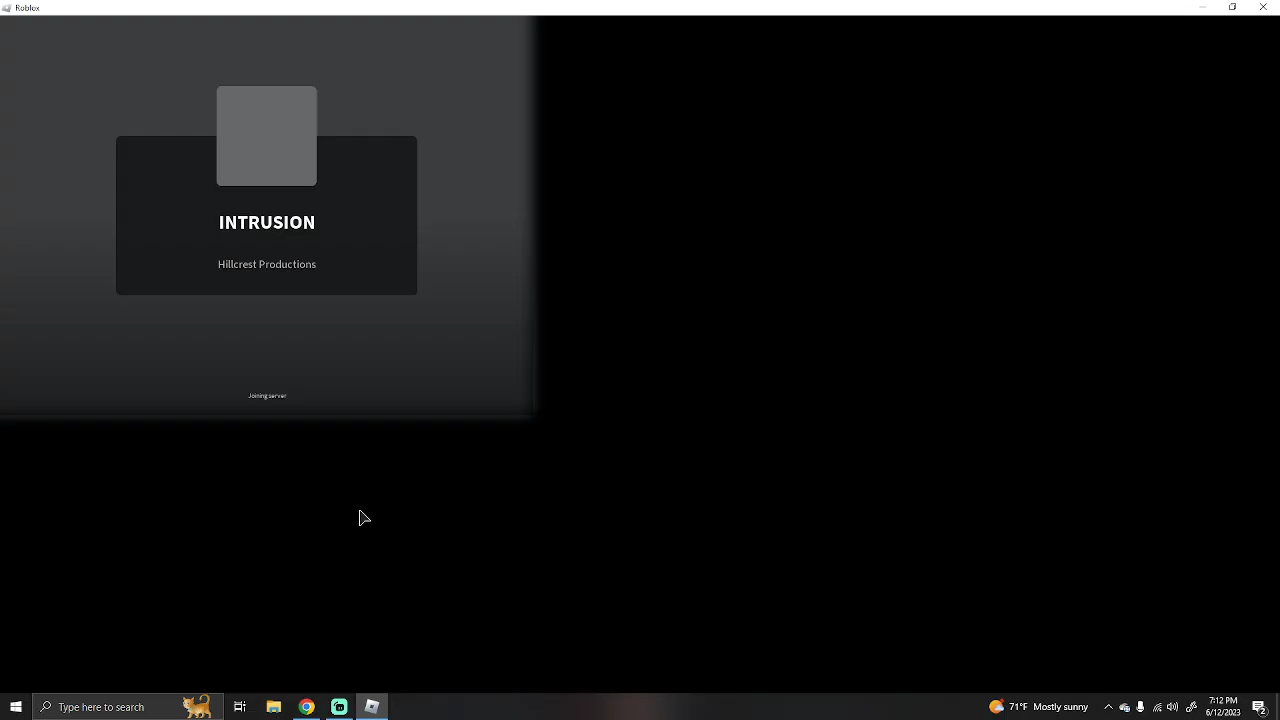 Roblox
INTRUSION
Hillcrest Productions
Joining server
Type here to search
71°F Mostly sunny
7:12 PM
6/12/2023
2